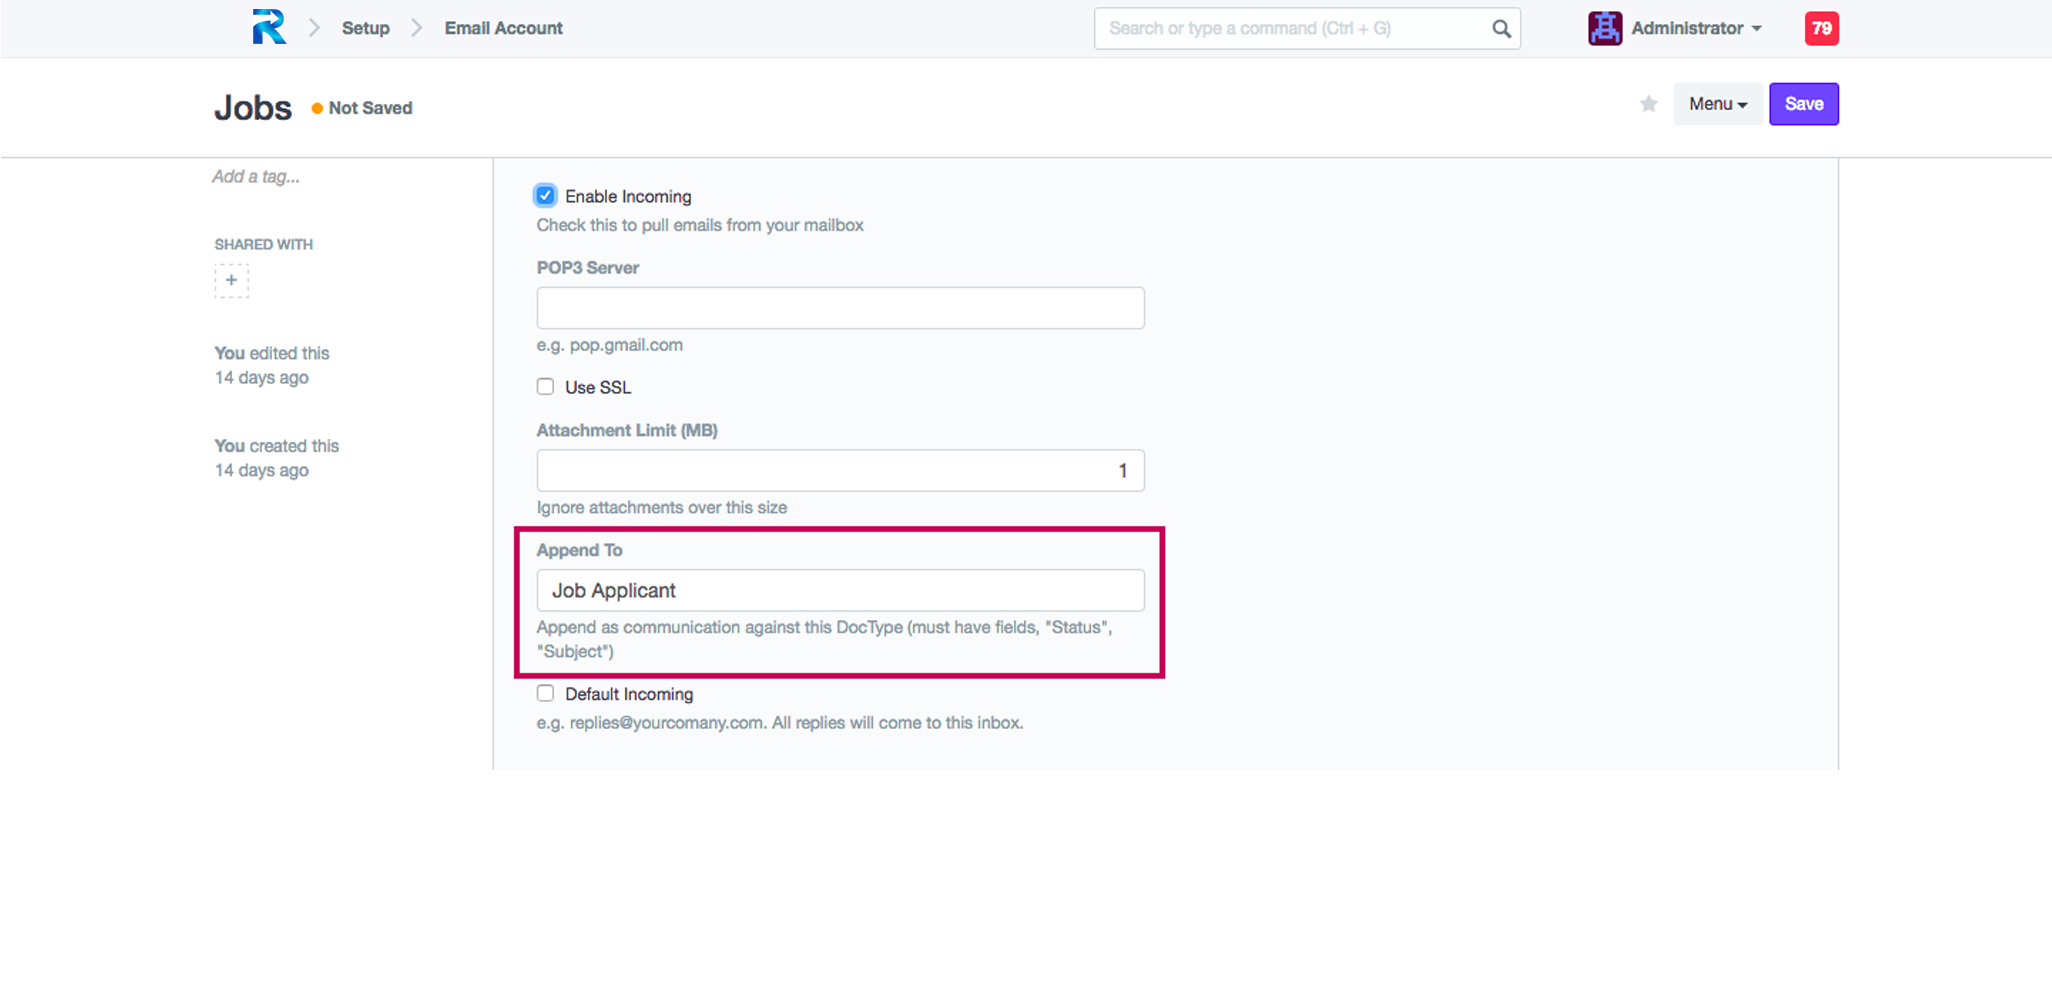 Setup
Email Account
Search or type a command (Ctrl + G)
Administrator
79
Jobs
Not Saved
Menu
Save
Add a tag...
SHARED WITH
+
You edited this
14 days ago
You created this
14 days ago
Enable Incoming
Check this to pull emails from your mailbox
POP3 Server
e.g. pop.gmail.com
Use SSL
Attachment Limit (MB)
1
Ignore attachments over this size
Append To
Job Applicant
Append as communication against this DocType (must have fields, "Status",
"Subject")
Default Incoming
e.g. replies@yourcomany.com. All replies will come to this inbox.